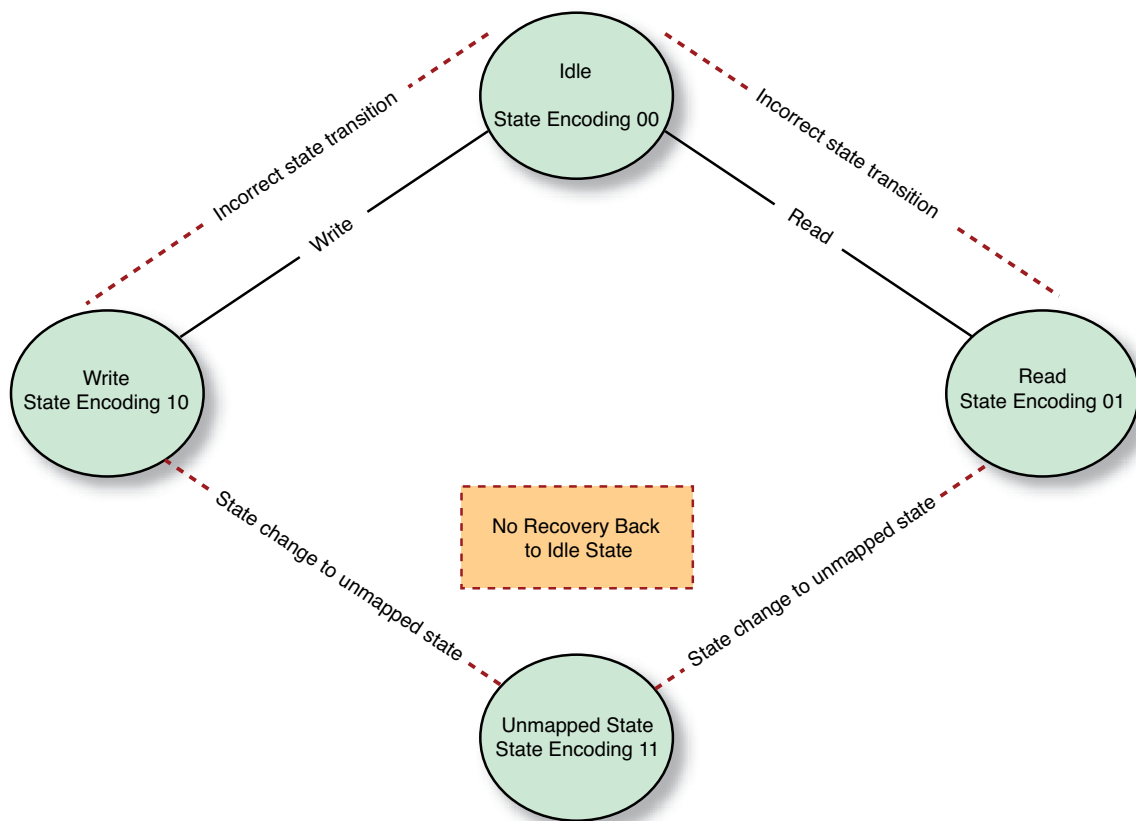 Idle
State Encoding 00
Incorrect state transition
Incorrect state transition
Write
Read
Write
State Encoding 10
Read
State Encoding 01
No Recovery Back
to Idle State
State change to unmapped state
State change to unmapped state
Unmapped State
State Encoding 11